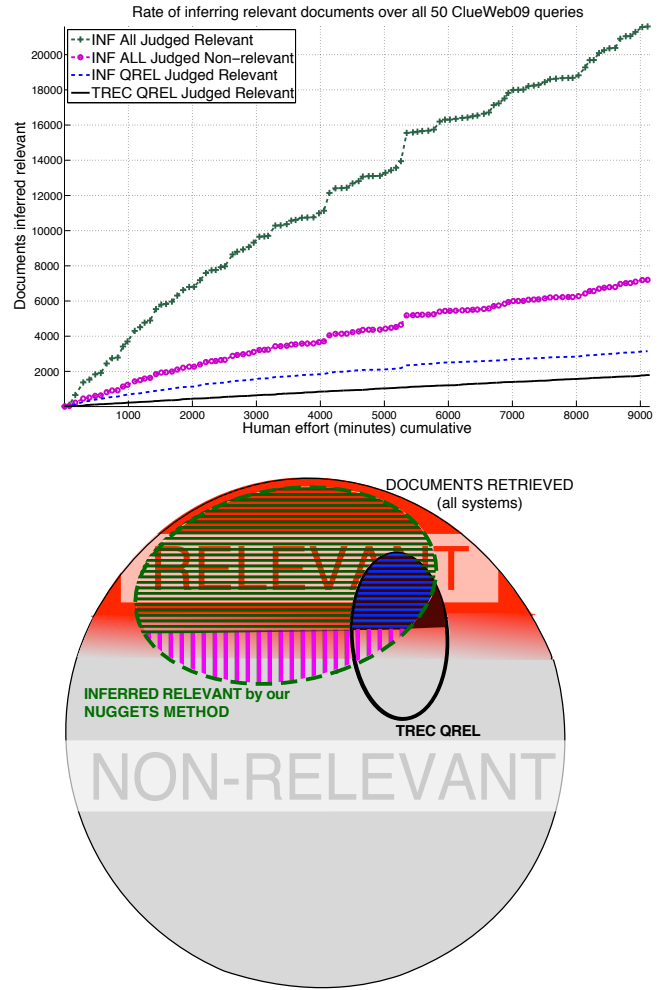 Rate of inferring relevant documents over all 50 ClueWeb09 queries
INF All Judged Relevant
INF ALL Judged Non-relevant
INF QREL Judged Relevant
TREC QREL Judged Relevant
Documents inferred relevant
20000
18000
16000
14000
12000
10000
8000
6000
4000
2000
1000 2000 3000 4000 5000 6000 7000 8000 9000
Human effort (minutes) cumulative
DOCUMENTS RETRIEVED
(all systems)
RELEVANT
INFERRED RELEVANT by our
NUGGETS METHOD
TREC QREL
NON-RELEVANT